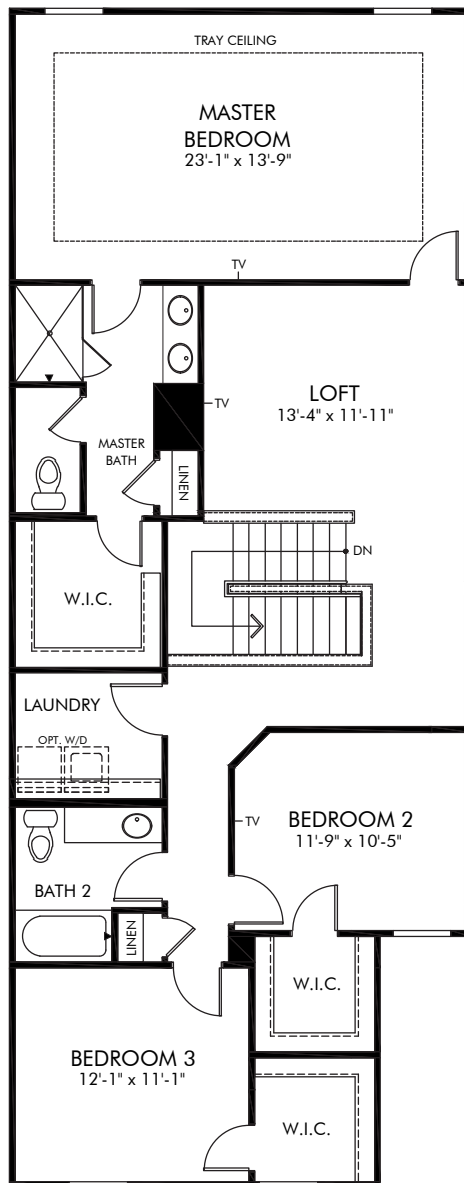 TRAY CEILING
MASTER
BEDROOM
23'-1" x 13'-9"
TV
LOFT
13'-4" x 11'-11"
TV
MASTER
BATH
LINEN
DN
W.I.C.
LAUNDRY
OPT. W/D
TV
BEDROOM 2
11'-9" x 10'-5"
BATH 2
LINEN
W.I.C.
BEDROOM 3
12'-1" x 11'-1"
W.I.C.